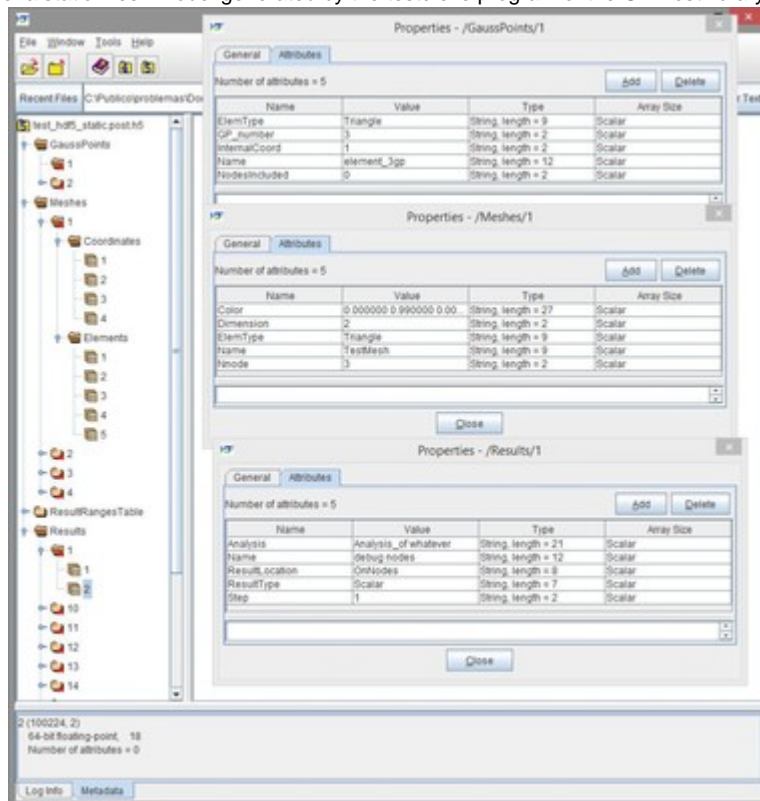 File Window Tools Help
Recent Files C:\Publico\problemas\Do
test_hdf5_static.post.h5
GaussPoints
1
2
Meshes
1
Coordinates
1
2
3
4
Elements
1
2
3
4
5
2
3
4
ResultRangesTable
Results
1
1
2
10
11
12
13
14
Properties - /GaussPoints/1
General Attributes
Number of attributes = 5 Add Delete
Name Value Type Array Size
ElemType Triangle String, length = 9 Scalar
GP_number 3 String, length = 2 Scalar
InternalCoord 1 String, length = 2 Scalar
Name element_3gp String, length = 12 Scalar
NodesIncluded 0 String, length = 2 Scalar
Properties - /Meshes/1
General Attributes
Number of attributes = 5 Add Delete
Name Value Type Array Size
Color 0.000000 0.990000 0.00... String, length = 27 Scalar
Dimension 2 String, length = 2 Scalar
ElemType Triangle String, length = 9 Scalar
Name TestMesh String, length = 9 Scalar
Nnode 3 String, length = 2 Scalar
Close
Properties - /Results/1
General Attributes
Number of attributes = 5 Add Delete
Name Value Type Array Size
Analysis Analysis_of whatever String, length = 21 Scalar
Name debug nodes String, length = 12 Scalar
ResultLocation OnNodes String, length = 8 Scalar
ResultType Scalar String, length = 7 Scalar
Step 1 String, length = 2 Scalar
Close
2 (100224, 2)
64-bit floating-point, 18
Number of attributes = 0
Log Info Metadata